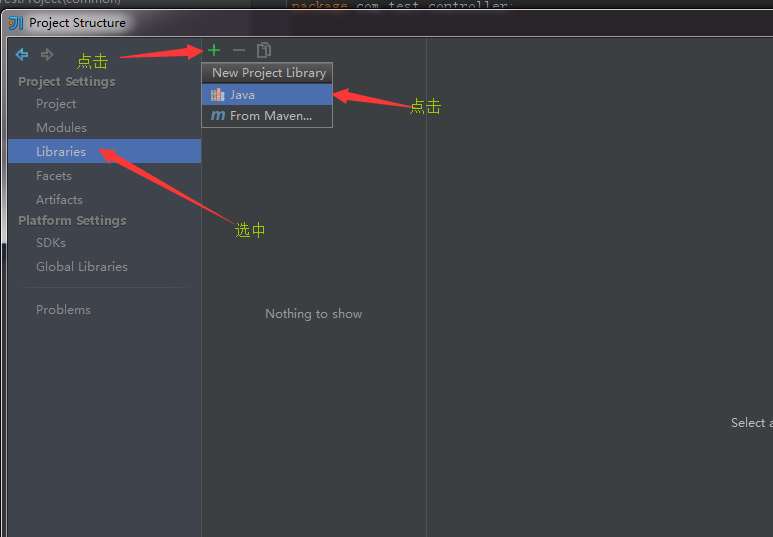 package com.test.controller;
Project Structure
点击
Project Settings
New Project Library
Project
Java
点击
Modules
From Maven...
Libraries
Facets
Artifacts
Platform Settings
选中
SDKs
Global Libraries
Problems
Nothing to show
Select